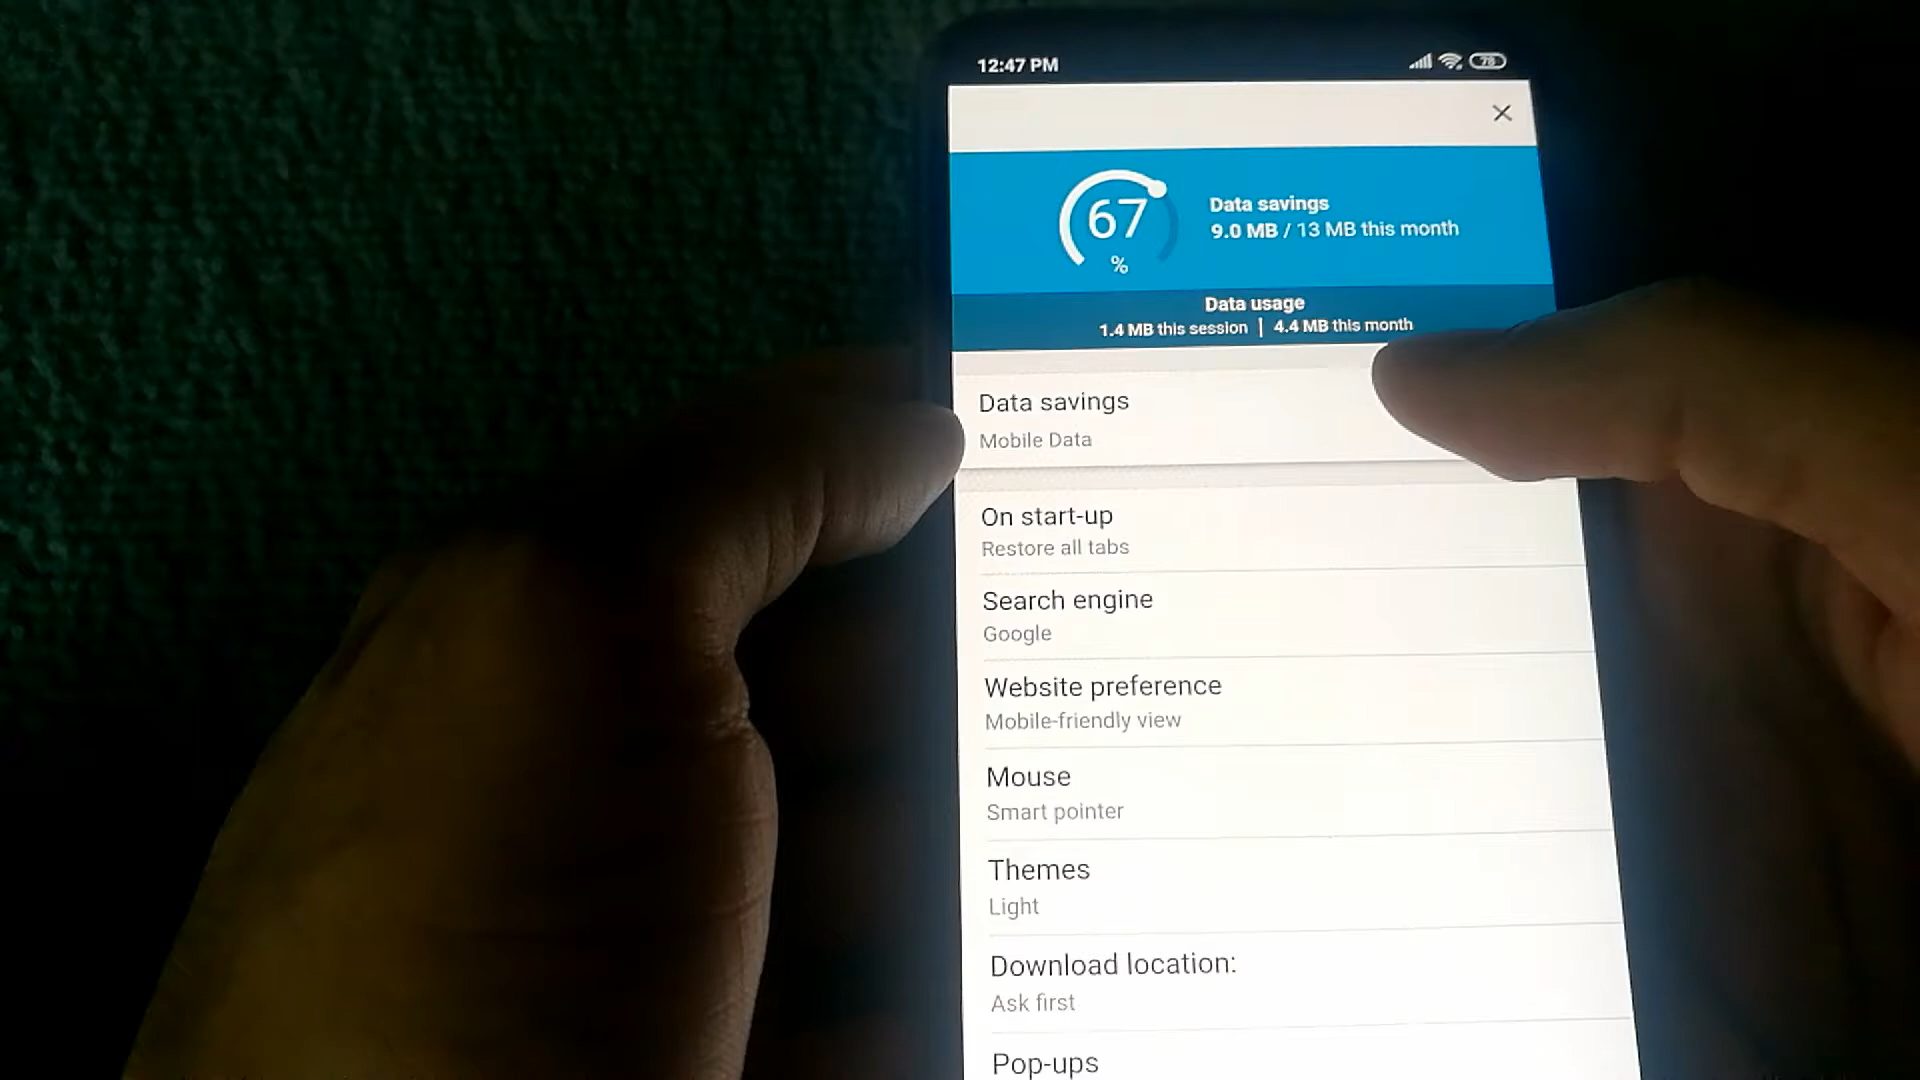 12:47 PM
78
67
%
Data savings
9.0 MB / 13 MB this month
Data usage
1.4 MB this session | 4.4 MB this month
Data savings
Mobile Data
On start-up
Restore all tabs
Search engine
Google
Website preference
Mobile-friendly view
Mouse
Smart pointer
Themes
Light
Download location:
Ask first
Pop-ups